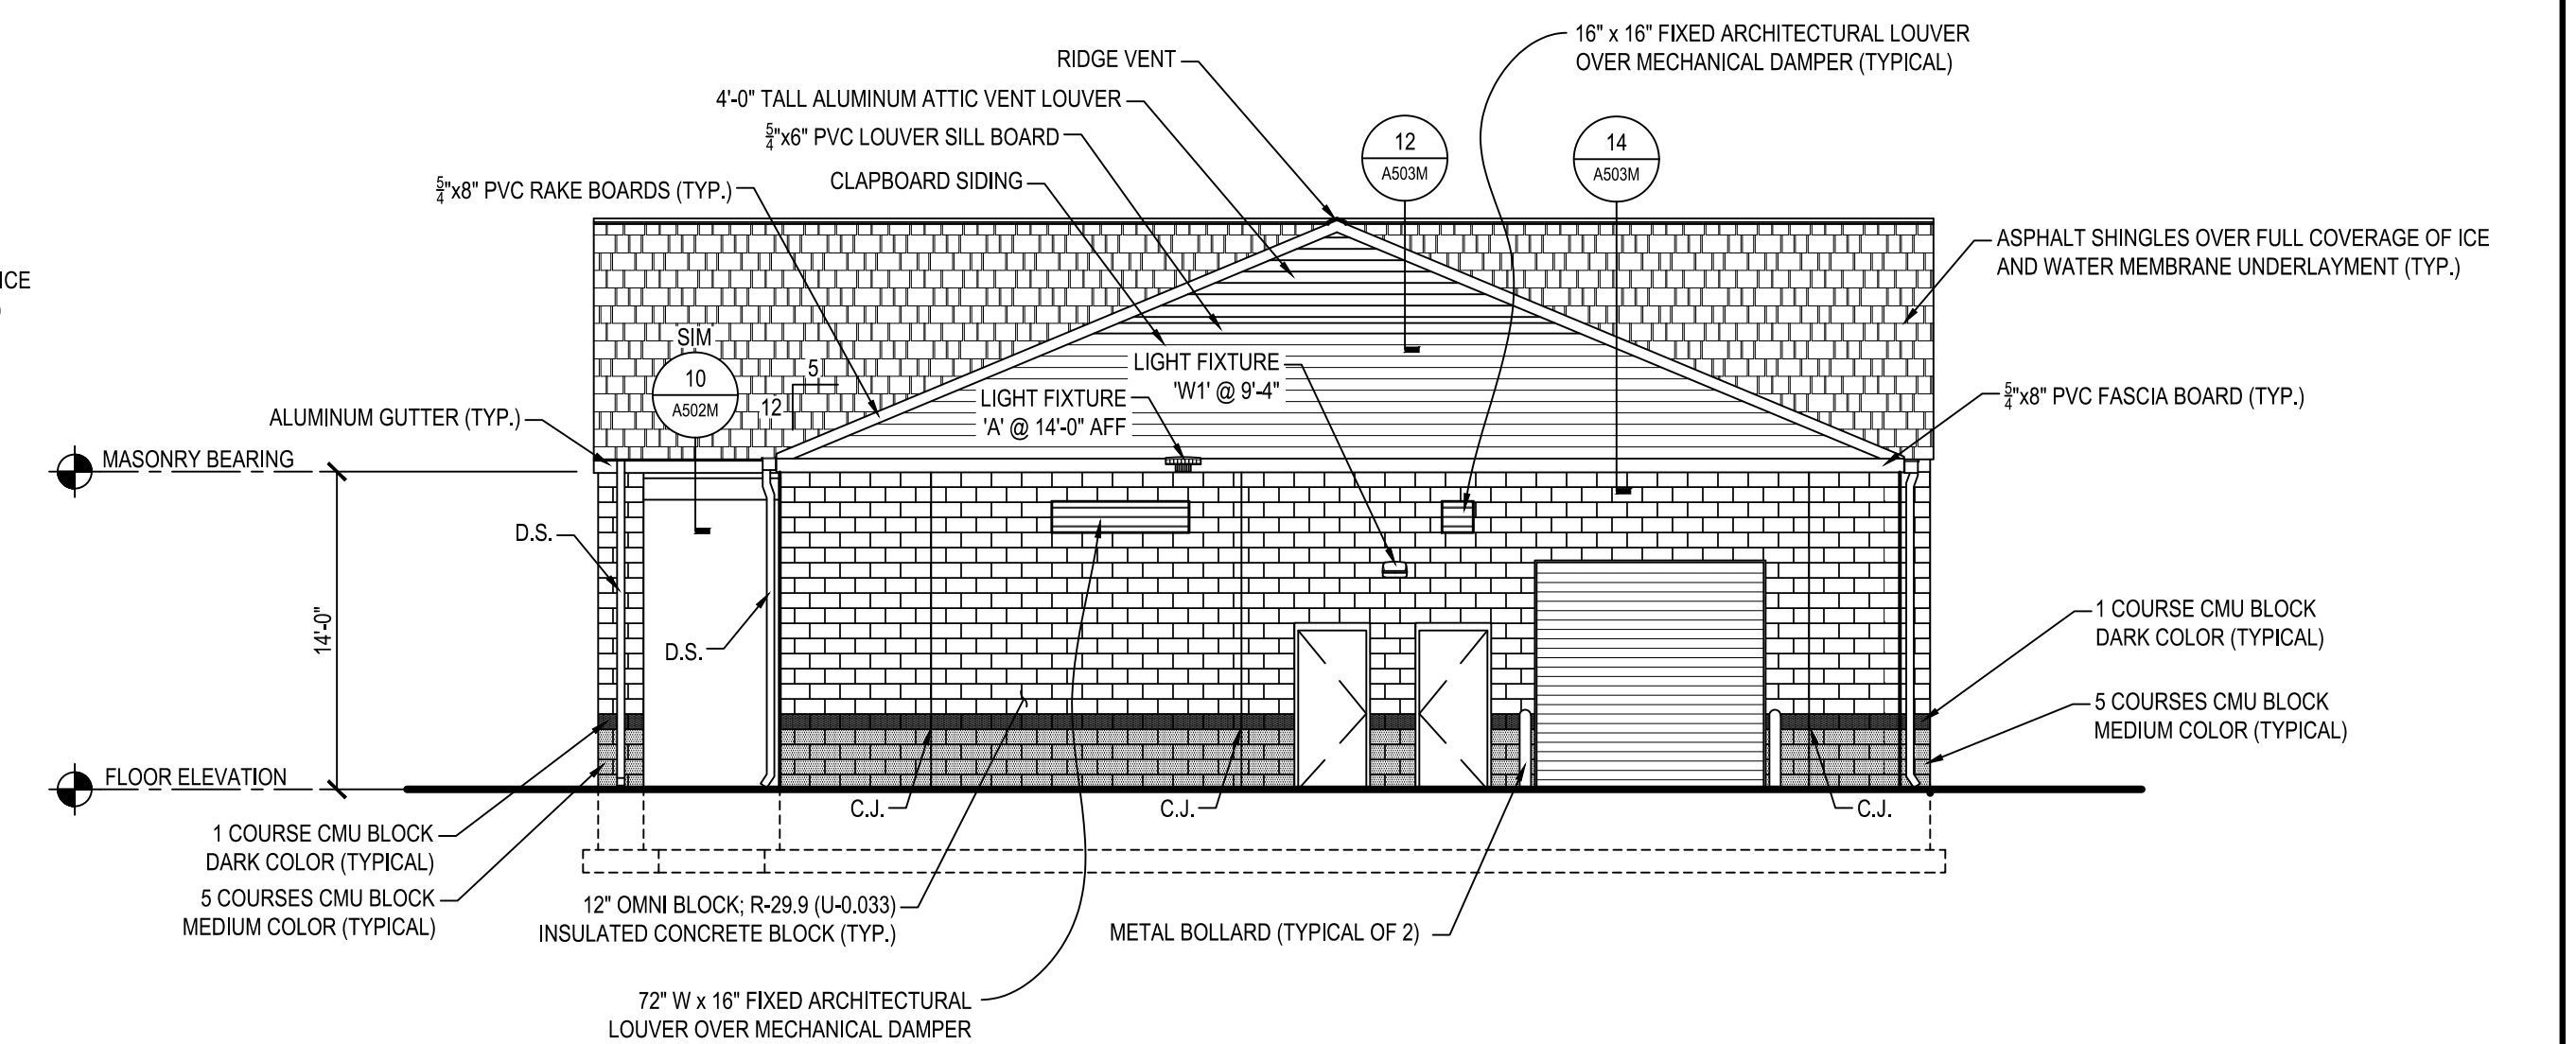 16" x 16" FIXED ARCHITECTURAL LOUVER
OVER MECHANICAL DAMPER (TYPICAL)
RIDGE VENT
4'-0" TALL ALUMINUM ATTIC VENT LOUVER
5/4"x6" PVC LOUVER SILL BOARD
CLAPBOARD SIDING
5/4"x8" PVC RAKE BOARDS (TYP.)
12
A503M
14
A503M
ASPHALT SHINGLES OVER FULL COVERAGE OF ICE
AND WATER MEMBRANE UNDERLAYMENT (TYP.)
ICE
)
SIM
10
A502M
5
12
LIGHT FIXTURE
'W1' @ 9'-4"
LIGHT FIXTURE
'A' @ 14'-0" AFF
5/4"x8" PVC FASCIA BOARD (TYP.)
ALUMINUM GUTTER (TYP.)
MASONRY BEARING
D.S.
14'-0"
D.S.
1 COURSE CMU BLOCK
DARK COLOR (TYPICAL)
5 COURSES CMU BLOCK
MEDIUM COLOR (TYPICAL)
FLOOR ELEVATION
C.J.
C.J.
C.J.
1 COURSE CMU BLOCK
DARK COLOR (TYPICAL)
5 COURSES CMU BLOCK
MEDIUM COLOR (TYPICAL)
12" OMNI BLOCK; R-29.9 (U-0.033)
INSULATED CONCRETE BLOCK (TYP.)
METAL BOLLARD (TYPICAL OF 2)
72" W x 16" FIXED ARCHITECTURAL
LOUVER OVER MECHANICAL DAMPER